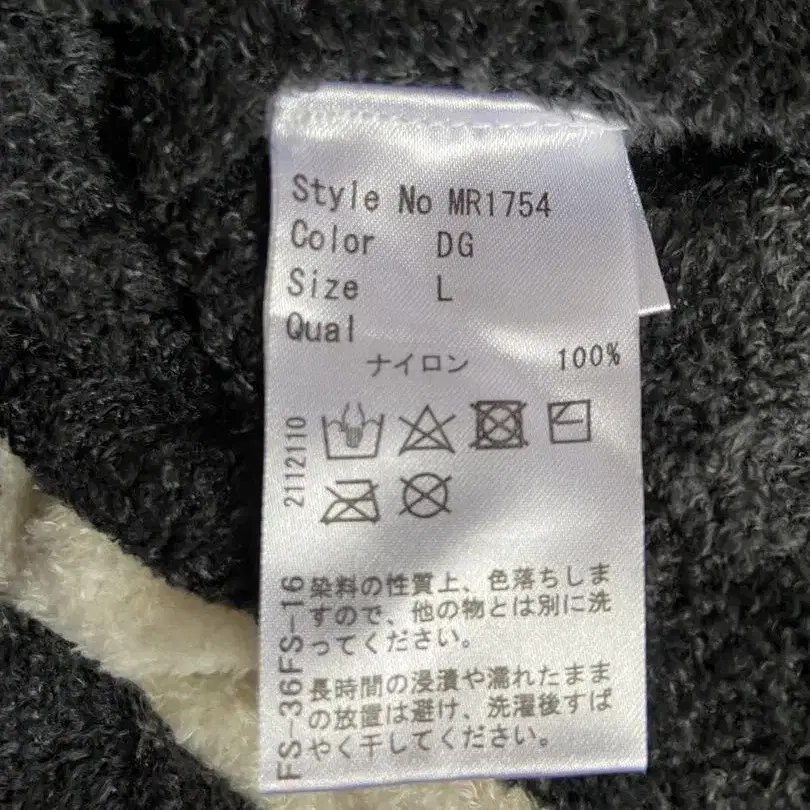 Style No MR1754
Color DG
Size L
Qual
ナイロン 100%
2112110
FS-36FS-16
染料の性質上、色落ちしま
すので、他の物とは別に洗
ってください。
長時間の浸漬や濡れたまま
の放置は避け、洗濯後すば
やく干してください。